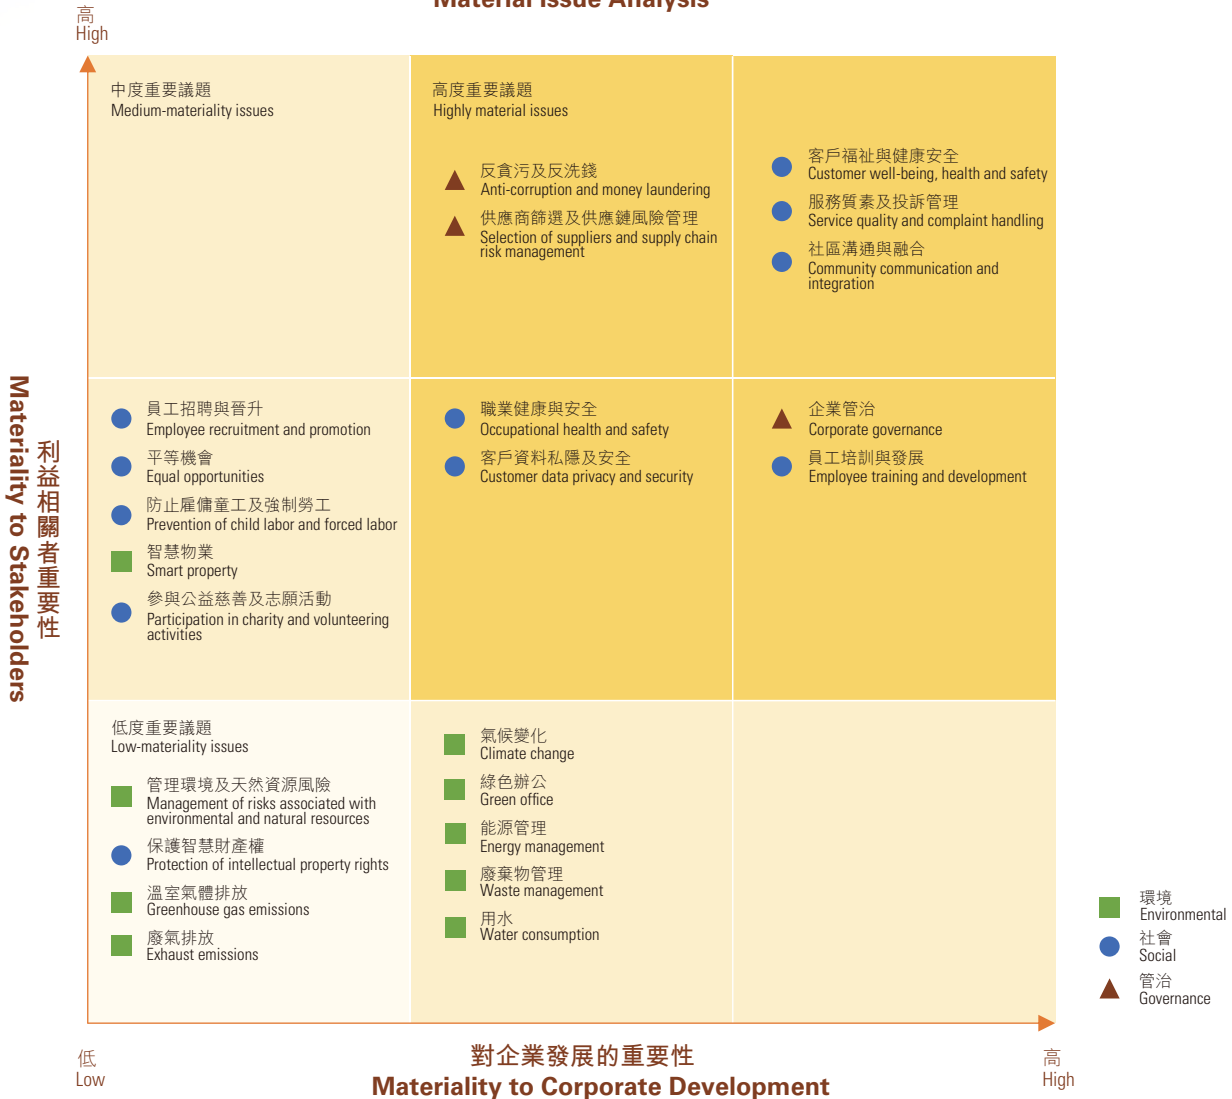 Material Issue Analysis
高
High
中度重要議題
Medium-materiality issues
高度重要議題
Highly material issues
反貪污及反洗錢
Anti-corruption and money laundering
供應商篩選及供應鏈風險管理
Selection of suppliers and supply chain
risk management
客戶福祉與健康安全
Customer well-being, health and safety
服務質素及投訴管理
Service quality and complaint handling
社區溝通與融合
Community communication and
integration
利益相關者重要性
Materiality to Stakeholders
員工招聘與晉升
Employee recruitment and promotion
平等機會
Equal opportunities
防止雇傭童工及強制勞工
Prevention of child labor and forced labor
智慧物業
Smart property
參與公益慈善及志願活動
Participation in charity and volunteering
activities
職業健康與安全
Occupational health and safety
客戶資料私隱及安全
Customer data privacy and security
企業管治
Corporate governance
員工培訓與發展
Employee training and development
低度重要議題
Low-materiality issues
管理環境及天然資源風險
Management of risks associated with
environmental and natural resources
保護智慧財產權
Protection of intellectual property rights
溫室氣體排放
Greenhouse gas emissions
廢氣排放
Exhaust emissions
氣候變化
Climate change
綠色辦公
Green office
能源管理
Energy management
廢棄物管理
Waste management
用水
Water consumption
環境
Environmental
社會
Social
管治
Governance
低
Low
對企業發展的重要性
Materiality to Corporate Development
高
High